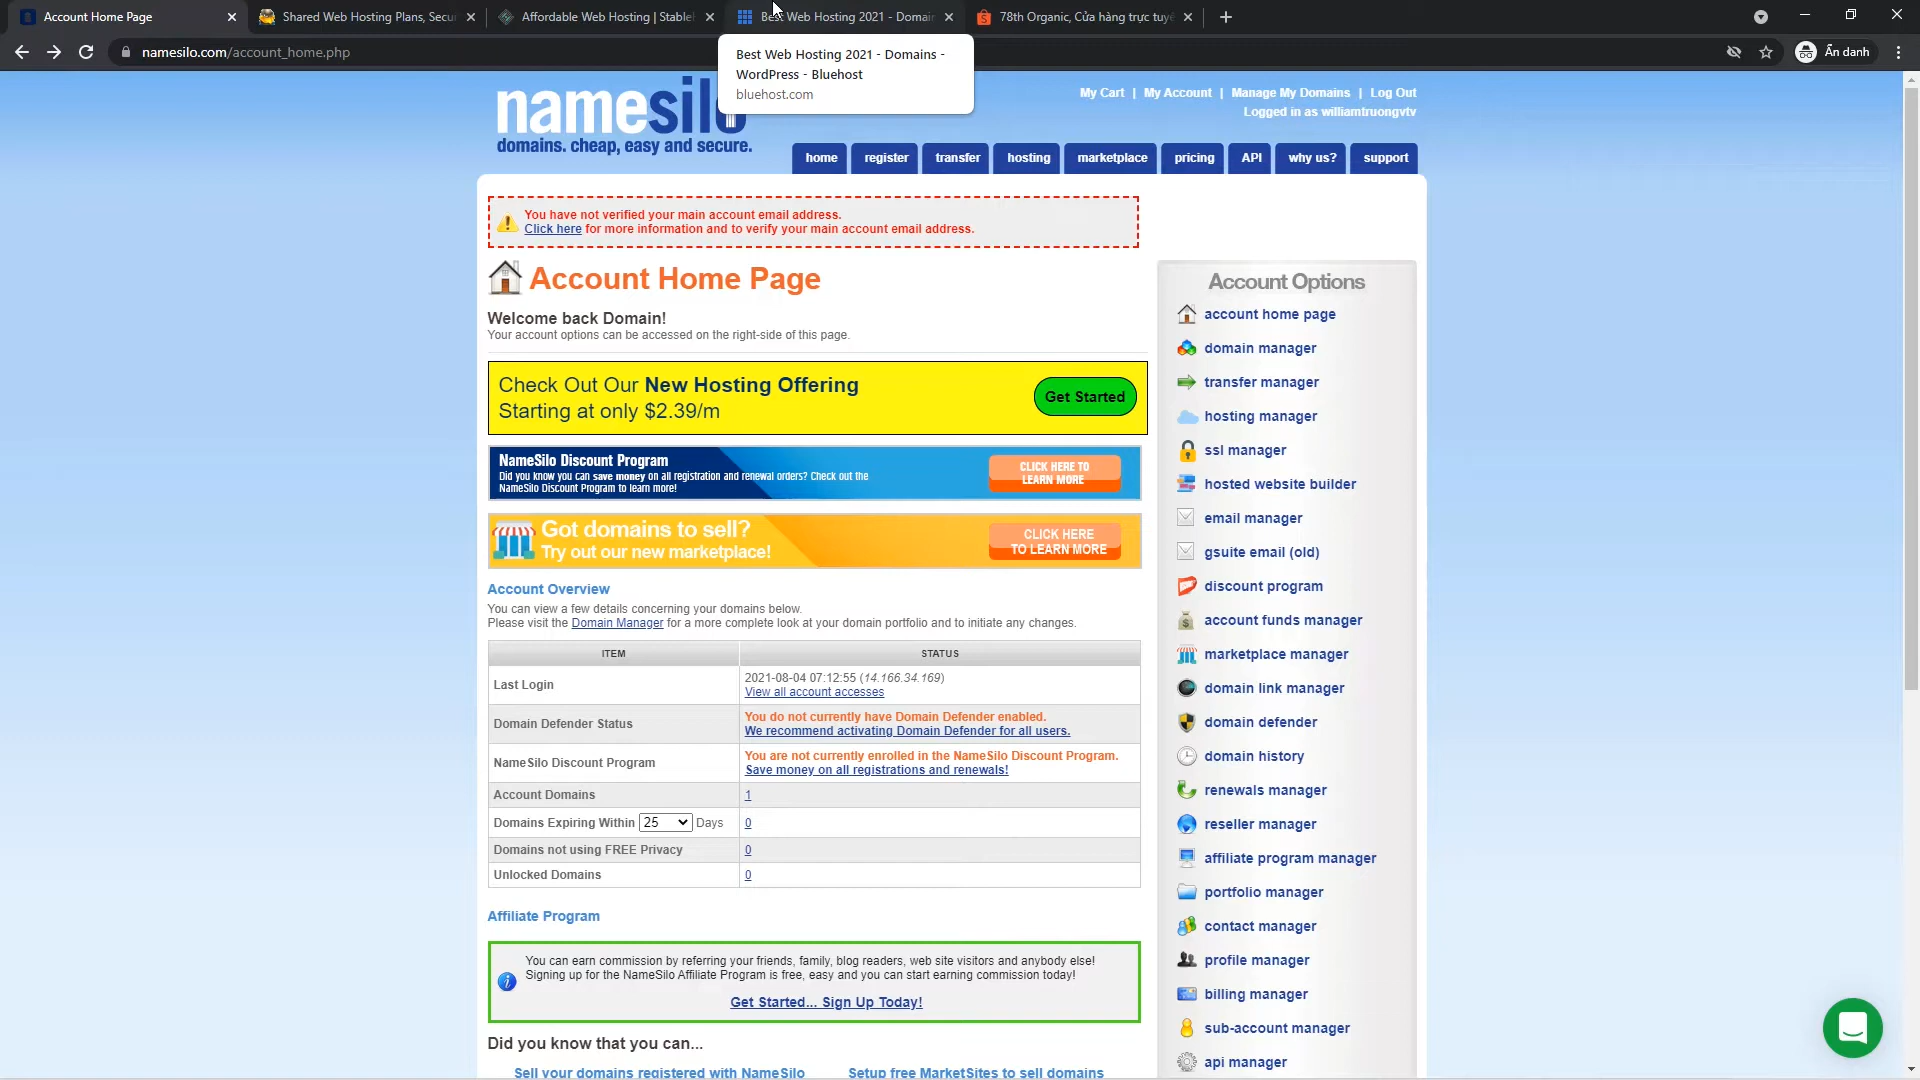 Account Home Page
Shared Web Hosting Plans, Secu
Affordable Web Hosting | Stable
Best Web Hosting 2021 - Domain
78th Organic, Cửa hàng trực tuyế
namesilo.com/account_home.php
Ẩn danh
Best Web Hosting 2021 - Domains -
WordPress - Bluehost
bluehost.com
namesilo
domains. cheap, easy and secure.
My Cart | My Account | Manage My Domains | Log Out
Logged in as williamtruongvtv
home register transfer hosting marketplace pricing API why us? support
You have not verified your main account email address.
Click here for more information and to verify your main account email address.
Account Home Page
Welcome back Domain!
Your account options can be accessed on the right-side of this page.
Check Out Our New Hosting Offering
Starting at only $2.39/m
Get Started
NameSilo Discount Program
Did you know you can save money on all registration and renewal orders? Check out the
NameSilo Discount Program to learn more!
CLICK HERE TO
LEARN MORE
Got domains to sell?
Try out our new marketplace!
CLICK HERE
TO LEARN MORE
Account Overview
You can view a few details concerning your domains below.
Please visit the Domain Manager for a more complete look at your domain portfolio and to initiate any changes.
ITEM STATUS
Last Login
2021-08-04 07:12:55 (14.166.34.169)
View all account accesses
Domain Defender Status
You do not currently have Domain Defender enabled.
We recommend activating Domain Defender for all users.
NameSilo Discount Program
You are not currently enrolled in the NameSilo Discount Program.
Save money on all registrations and renewals!
Account Domains 1
Domains Expiring Within 25 Days 0
Domains not using FREE Privacy 0
Unlocked Domains 0
Affiliate Program
You can earn commission by referring your friends, family, blog readers, web site visitors and anybody else!
Signing up for the NameSilo Affiliate Program is free, easy and you can start earning commission today!
Get Started... Sign Up Today!
Did you know that you can...
Sell your domains registered with NameSilo
Setup free MarketSites to sell domains
Account Options
account home page
domain manager
transfer manager
hosting manager
ssl manager
hosted website builder
email manager
gsuite email (old)
discount program
account funds manager
marketplace manager
domain link manager
domain defender
domain history
renewals manager
reseller manager
affiliate program manager
portfolio manager
contact manager
profile manager
billing manager
sub-account manager
api manager